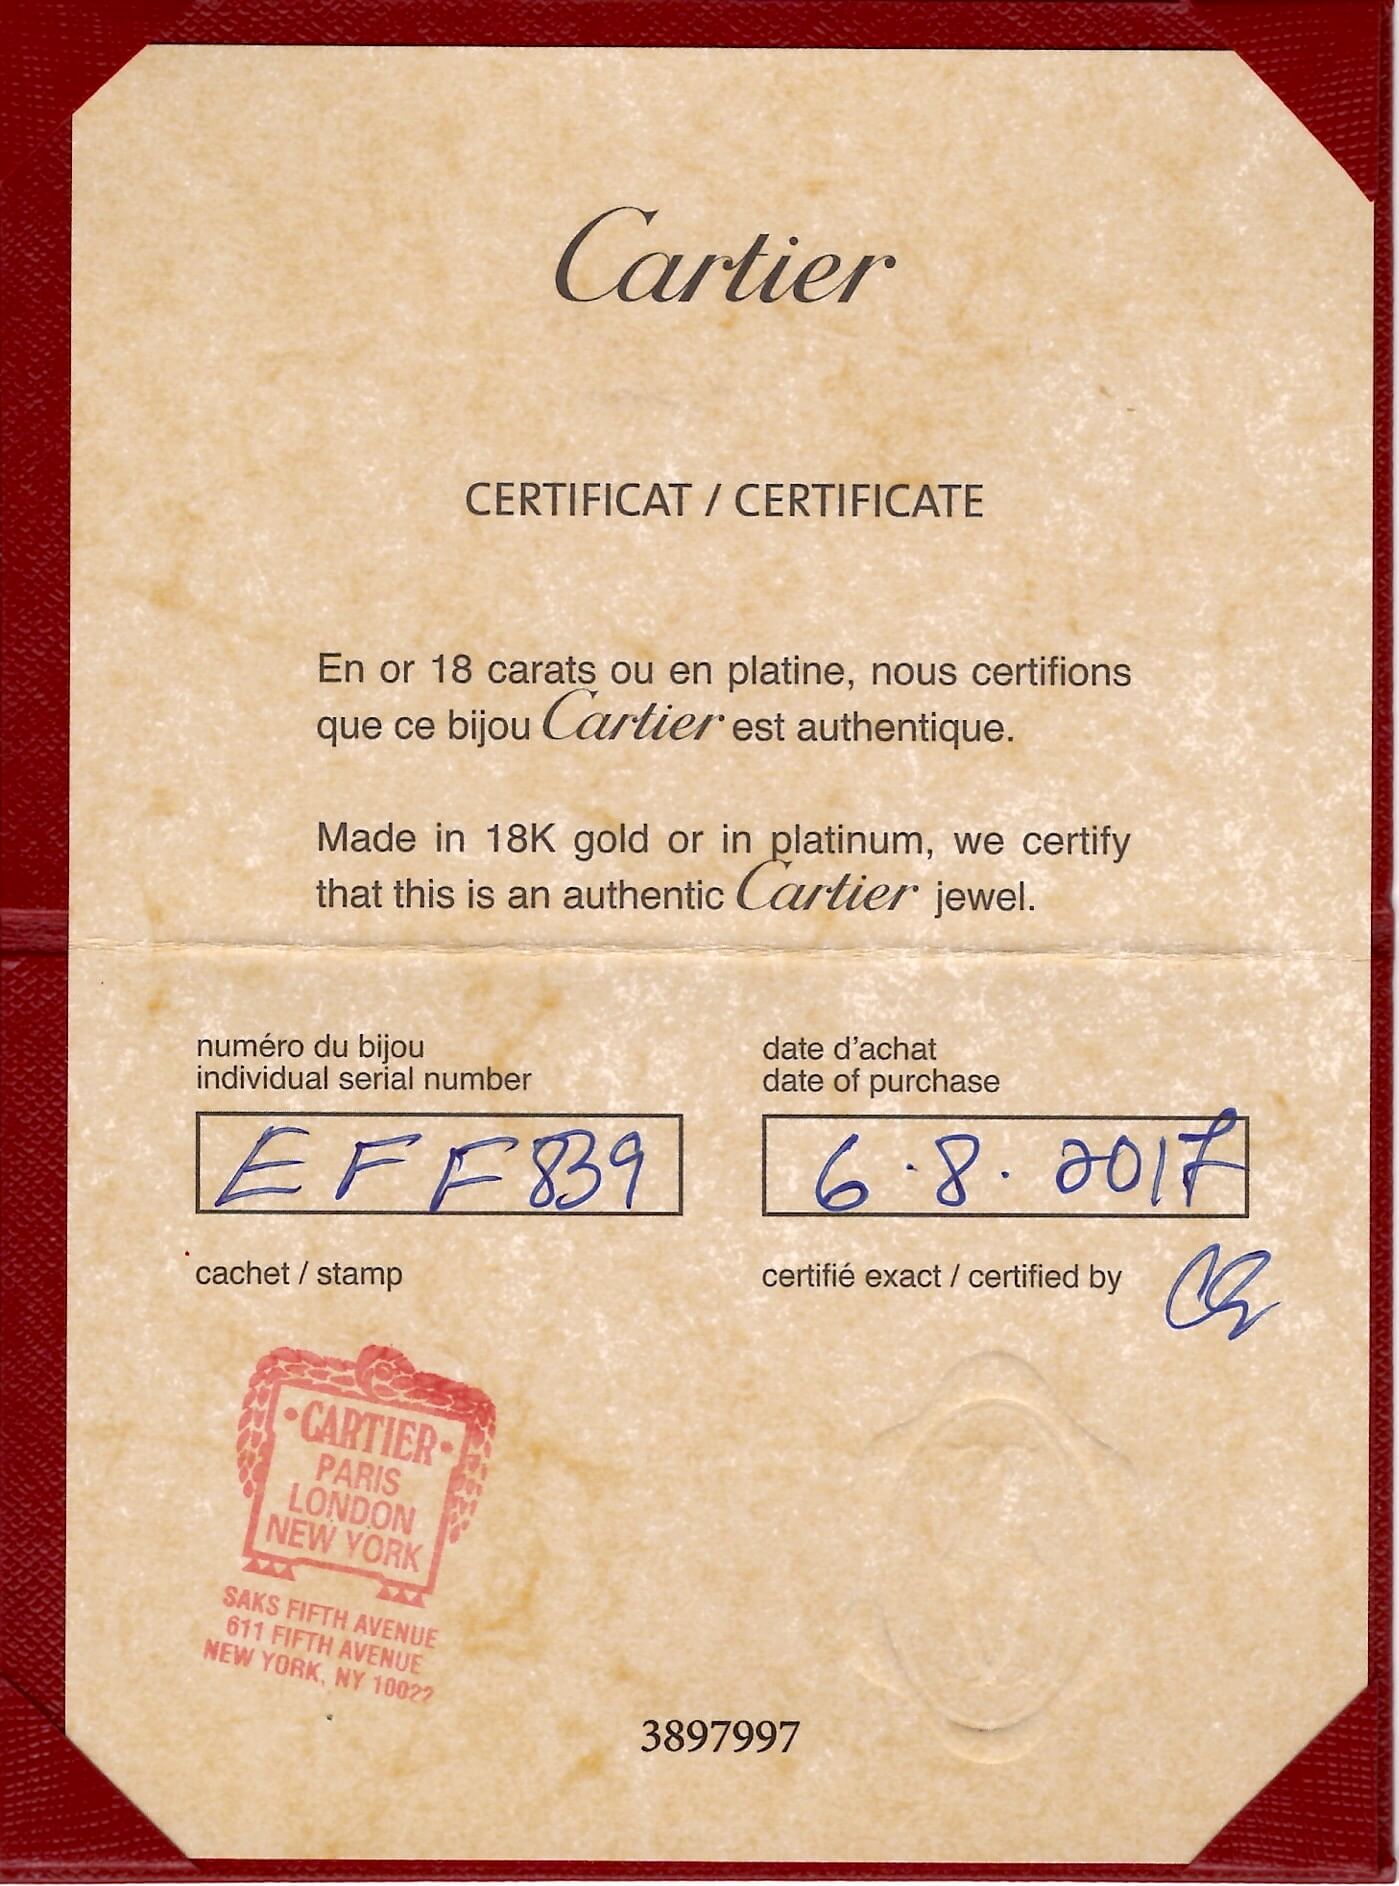 Cartier
CERTIFICAT / CERTIFICATE
En or 18 carats ou en platine, nous certifions
que ce bijou Cartier est authentique.
Made in 18K gold or in platinum, we certify
that this is an authentic Cartier jewel.
numéro du bijou
individual serial number
EFF839
date d'achat
date of purchase
6.8.2017
cachet / stamp
certifié exact / certified by
•CARTIER•
PARIS
LONDON
NEW YORK
SAKS FIFTH AVENUE
611 FIFTH AVENUE
NEW YORK, NY 10022
3897997